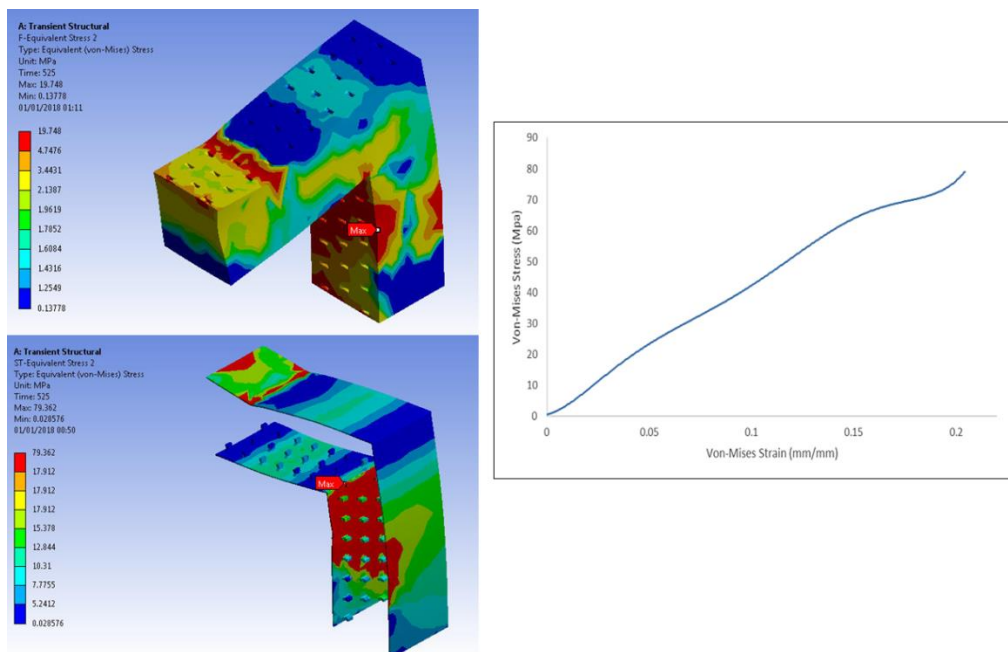 A: Transient Structural
F-Equivalent Stress 2
Type: Equivalent (von-Mises) Stress
Unit: MPa
Time: 525
Max: 19.748
Min: 0.13778
01/01/2018 01:11
19.748
4.7476
3.4431
2.1387
1.9619
1.7852
1.6084
1.4316
1.2549
0.13778
Max
A: Transient Structural
ST-Equivalent Stress 2
Type: Equivalent (von-Mises) Stress
Unit: MPa
Time: 525
Max: 79.362
Min: 0.028576
01/01/2018 00:50
79.362
17.912
17.912
17.912
15.378
12.844
10.31
7.7755
5.2412
0.028576
Max
Von-Mises Stress (Mpa)
90
80
70
60
50
40
30
20
10
0
0
0.05
0.1
0.15
0.2
Von-Mises Strain (mm/mm)